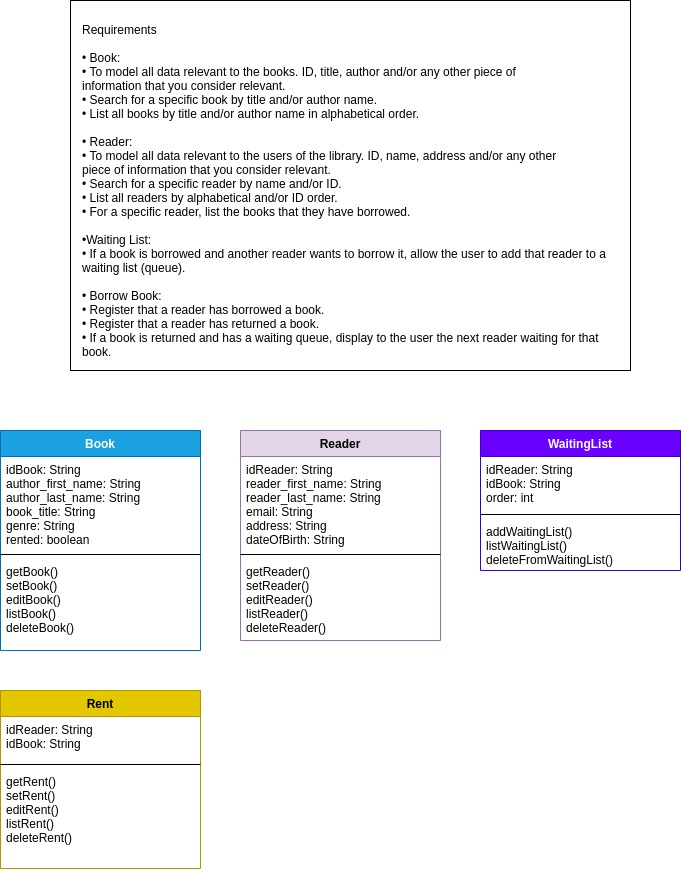 Requirements
• Book:
• To model all data relevant to the books. ID, title, author and/or any other piece of
information that you consider relevant.
• Search for a specific book by title and/or author name.
• List all books by title and/or author name in alphabetical order.
• Reader:
• To model all data relevant to the users of the library. ID, name, address and/or any other
piece of information that you consider relevant.
• Search for a specific reader by name and/or ID.
• List all readers by alphabetical and/or ID order.
• For a specific reader, list the books that they have borrowed.
•Waiting List:
• If a book is borrowed and another reader wants to borrow it, allow the user to add that reader to a
waiting list (queue).
• Borrow Book:
• Register that a reader has borrowed a book.
• Register that a reader has returned a book.
• If a book is returned and has a waiting queue, display to the user the next reader waiting for that
book.
Book
idBook: String
author_first_name: String
author_last_name: String
book_title: String
genre: String
rented: boolean
getBook()
setBook()
editBook()
listBook()
deleteBook()
Reader
idReader: String
reader_first_name: String
reader_last_name: String
email: String
address: String
dateOfBirth: String
getReader()
setReader()
editReader()
listReader()
deleteReader()
WaitingList
idReader: String
idBook: String
order: int
addWaitingList()
listWaitingList()
deleteFromWaitingList()
Rent
idReader: String
idBook: String
getRent()
setRent()
editRent()
listRent()
deleteRent()